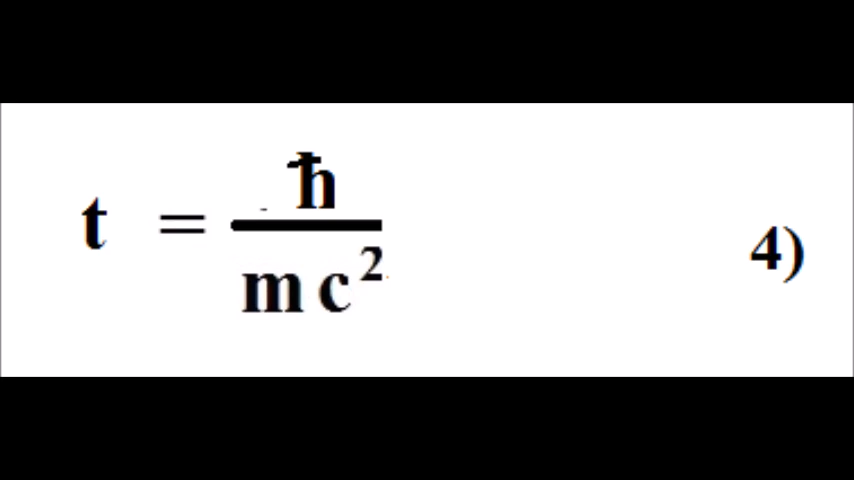 t = ħ / m c² 4)